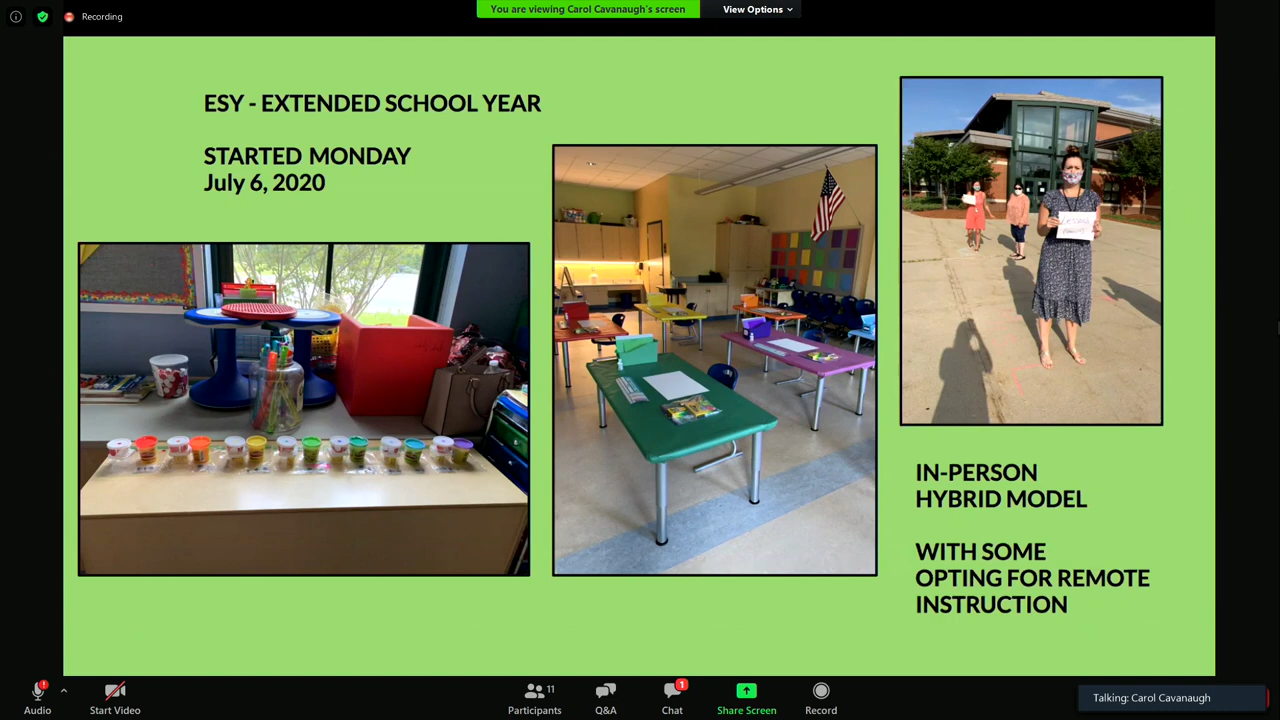 Recording
You are viewing Carol Cavanaugh's screen
View Options
ESY - EXTENDED SCHOOL YEAR
STARTED MONDAY
July 6, 2020
IN-PERSON
HYBRID MODEL
WITH SOME
OPTING FOR REMOTE
INSTRUCTION
Audio
Start Video
Participants
11
Q&A
Chat
1
Share Screen
Record
Talking: Carol Cavanaugh